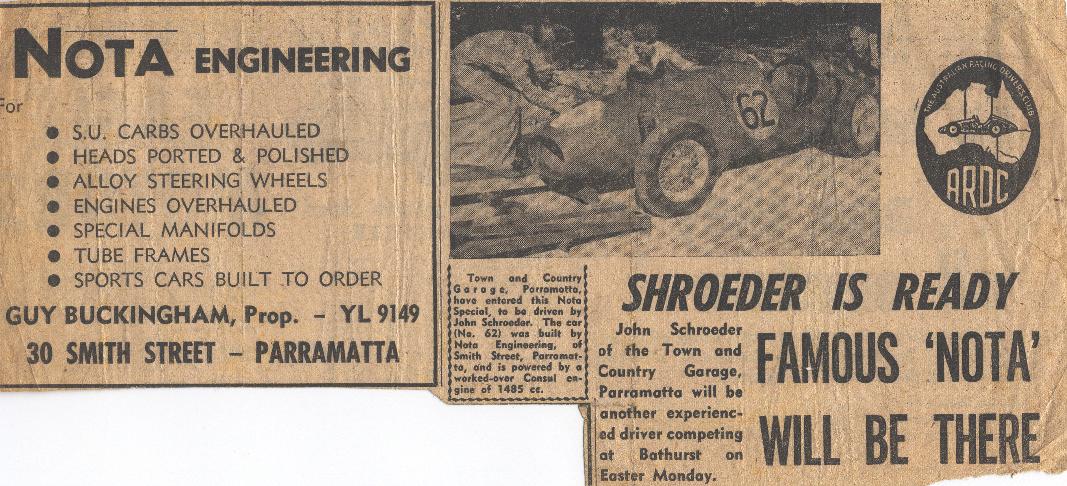 NOTA ENGINEERING
For
● S.U. CARBS OVERHAULED
● HEADS PORTED & POLISHED
● ALLOY STEERING WHEELS
● ENGINES OVERHAULED
● SPECIAL MANIFOLDS
● TUBE FRAMES
● SPORTS CARS BUILT TO ORDER
GUY BUCKINGHAM, Prop. – YL 9149
30 SMITH STREET – PARRAMATTA
62
THE AUSTRALIAN RACING DRIVERS CLUB
ARDC
Town and Country
Garage, Parramatta,
have entered this Nota
Special, to be driven by
John Schroeder. The car
(No. 62) was built by
Nota Engineering, of
Smith Street, Parramat-
ta, and is powered by a
worked-over Consul en-
gine of 1485 cc.
SHROEDER IS READY
John Schroeder
of the Town and
Country Garage,
Parramatta will be
another experienc-
ed driver competing
at Bathurst on
Easter Monday.
FAMOUS 'NOTA'
WILL BE THERE